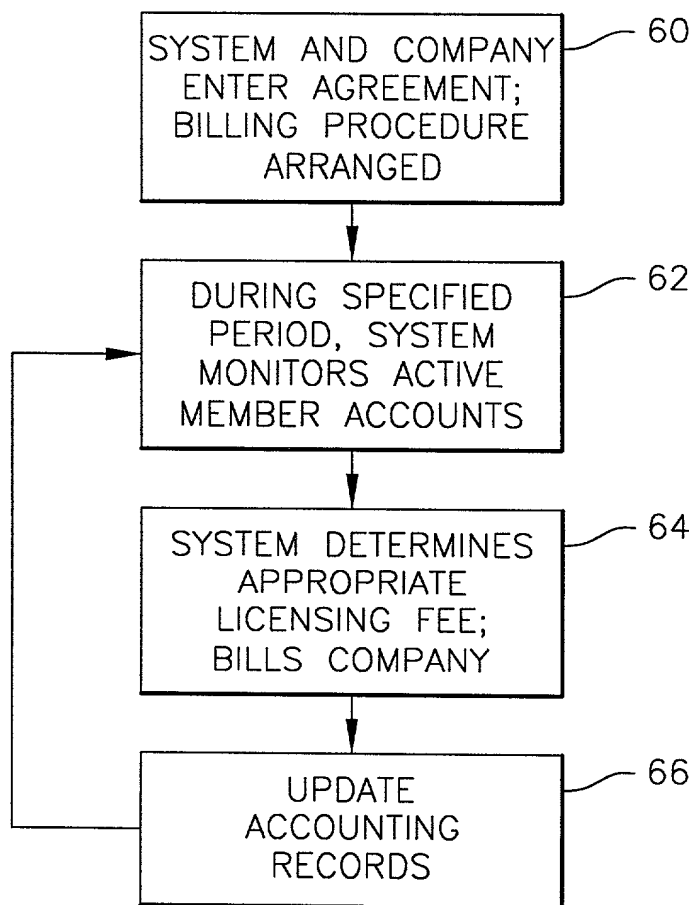 SYSTEM AND COMPANY
ENTER AGREEMENT;
BILLING PROCEDURE
ARRANGED
60
DURING SPECIFIED
PERIOD, SYSTEM
MONITORS ACTIVE
MEMBER ACCOUNTS
62
SYSTEM DETERMINES
APPROPRIATE
LICENSING FEE;
BILLS COMPANY
64
UPDATE
ACCOUNTING
RECORDS
66